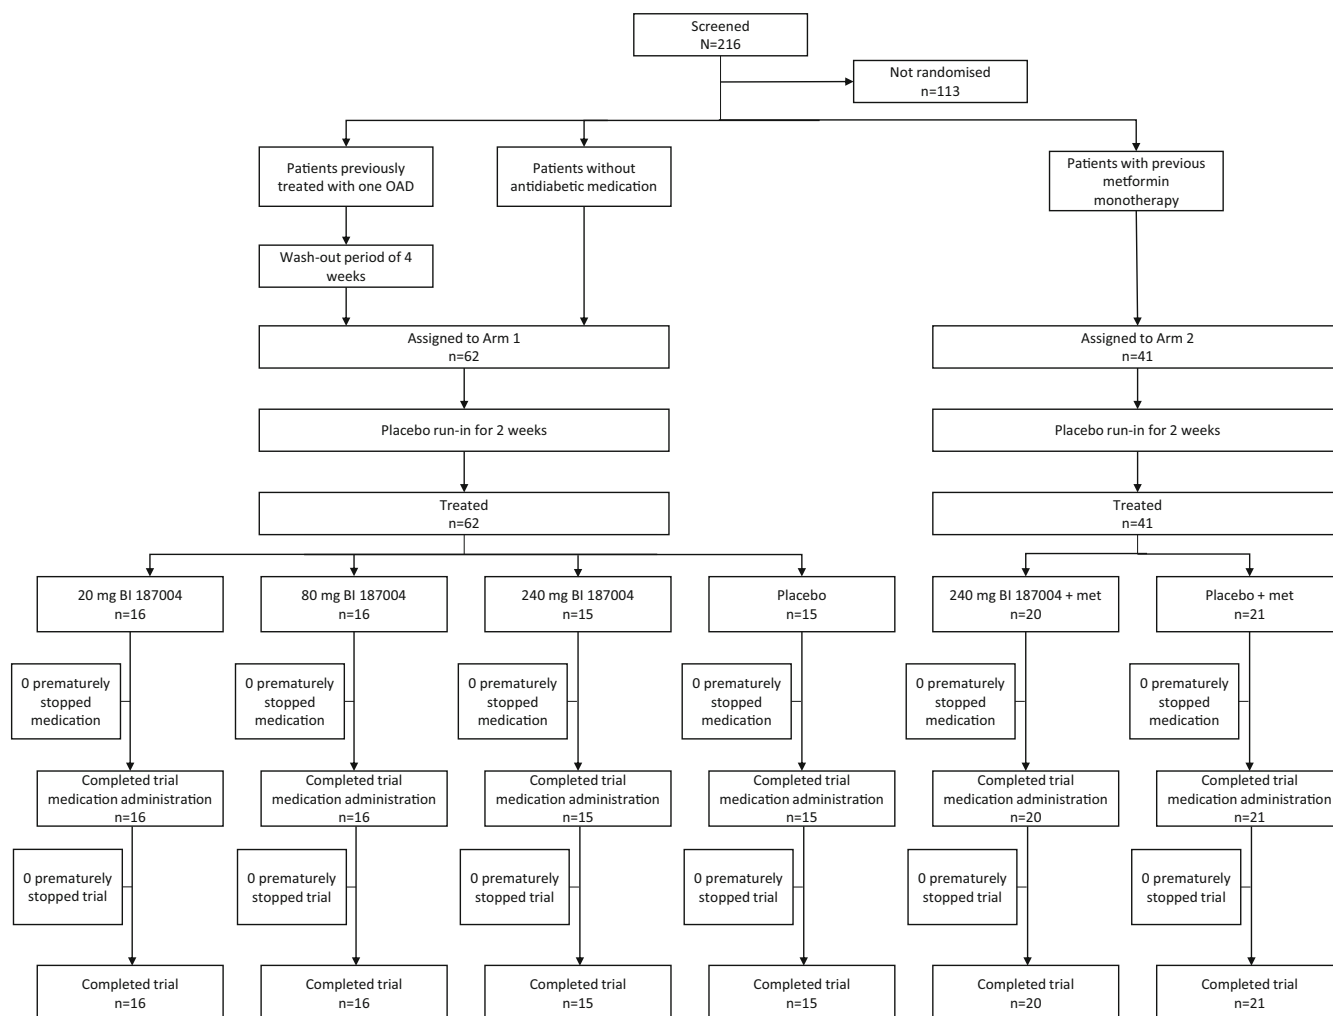 Screened
N=216
Not randomised
n=113
Patients previously
treated with one OAD
Patients without
antidiabetic medication
Patients with previous
metformin
monotherapy
Wash-out period of 4
weeks
Assigned to Arm 1
n=62
Assigned to Arm 2
n=41
Placebo run-in for 2 weeks
Placebo run-in for 2 weeks
Treated
n=62
Treated
n=41
20 mg BI 187004
n=16
80 mg BI 187004
n=16
240 mg BI 187004
n=15
Placebo
n=15
240 mg BI 187004 + met
n=20
Placebo + met
n=21
0 prematurely
stopped
medication
0 prematurely
stopped
medication
0 prematurely
stopped
medication
0 prematurely
stopped
medication
0 prematurely
stopped
medication
0 prematurely
stopped
medication
Completed trial
medication administration
n=16
Completed trial
medication administration
n=16
Completed trial
medication administration
n=15
Completed trial
medication administration
n=15
Completed trial
medication administration
n=20
Completed trial
medication administration
n=21
0 prematurely
stopped trial
0 prematurely
stopped trial
0 prematurely
stopped trial
0 prematurely
stopped trial
0 prematurely
stopped trial
0 prematurely
stopped trial
Completed trial
n=16
Completed trial
n=16
Completed trial
n=15
Completed trial
n=15
Completed trial
n=20
Completed trial
n=21